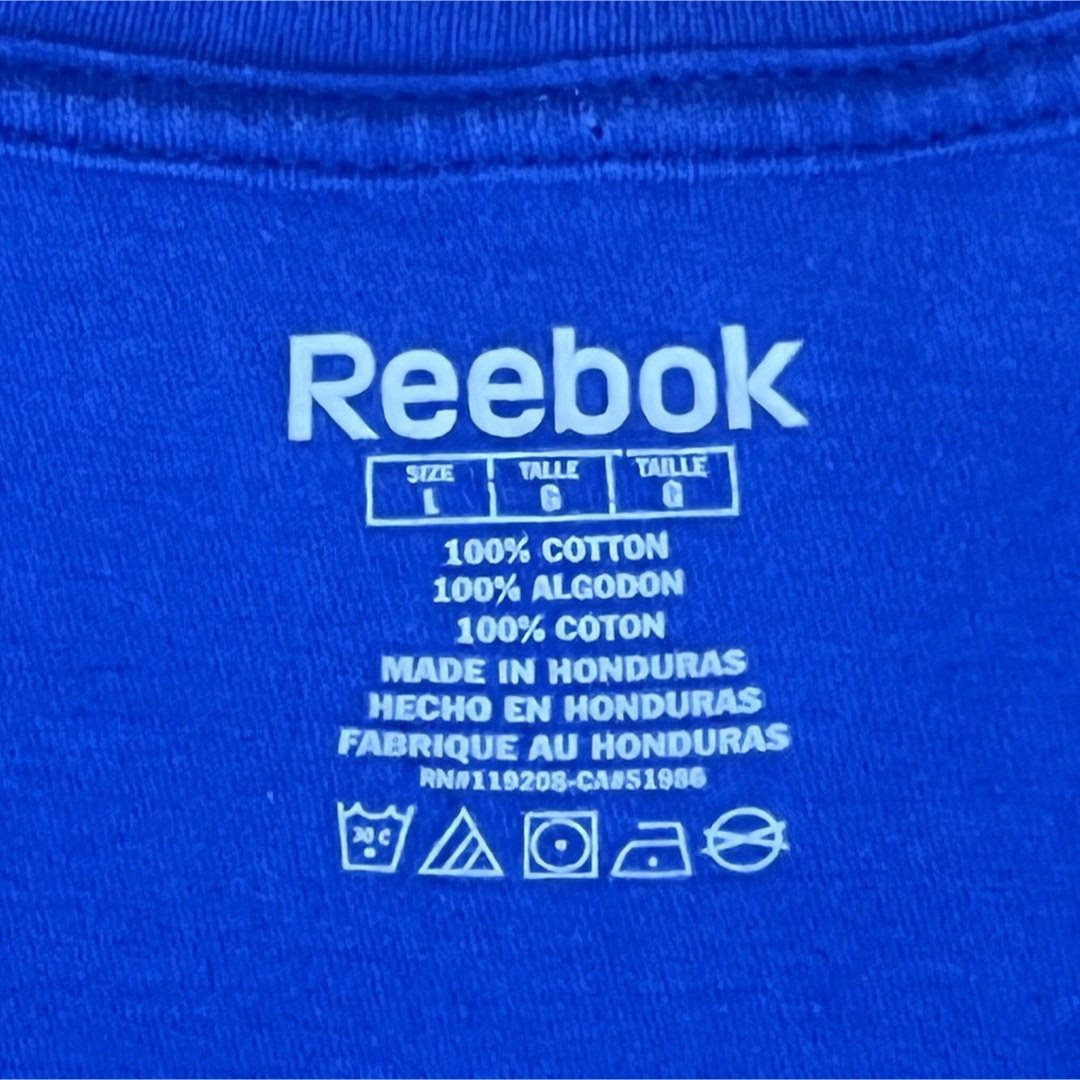 Reebok
SIZE TALLE TAILLE
L G G
100% COTTON
100% ALGODON
100% COTON
MADE IN HONDURAS
HECHO EN HONDURAS
FABRIQUE AU HONDURAS
RN#119208-CA#51986
30 C